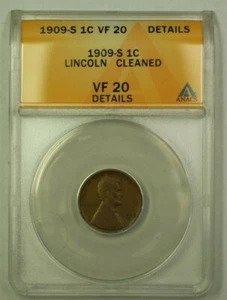 1909-S 1C VF 20 DETAILS
1909-S 1C
LINCOLN CLEANED
VF 20
DETAILS
ANACS